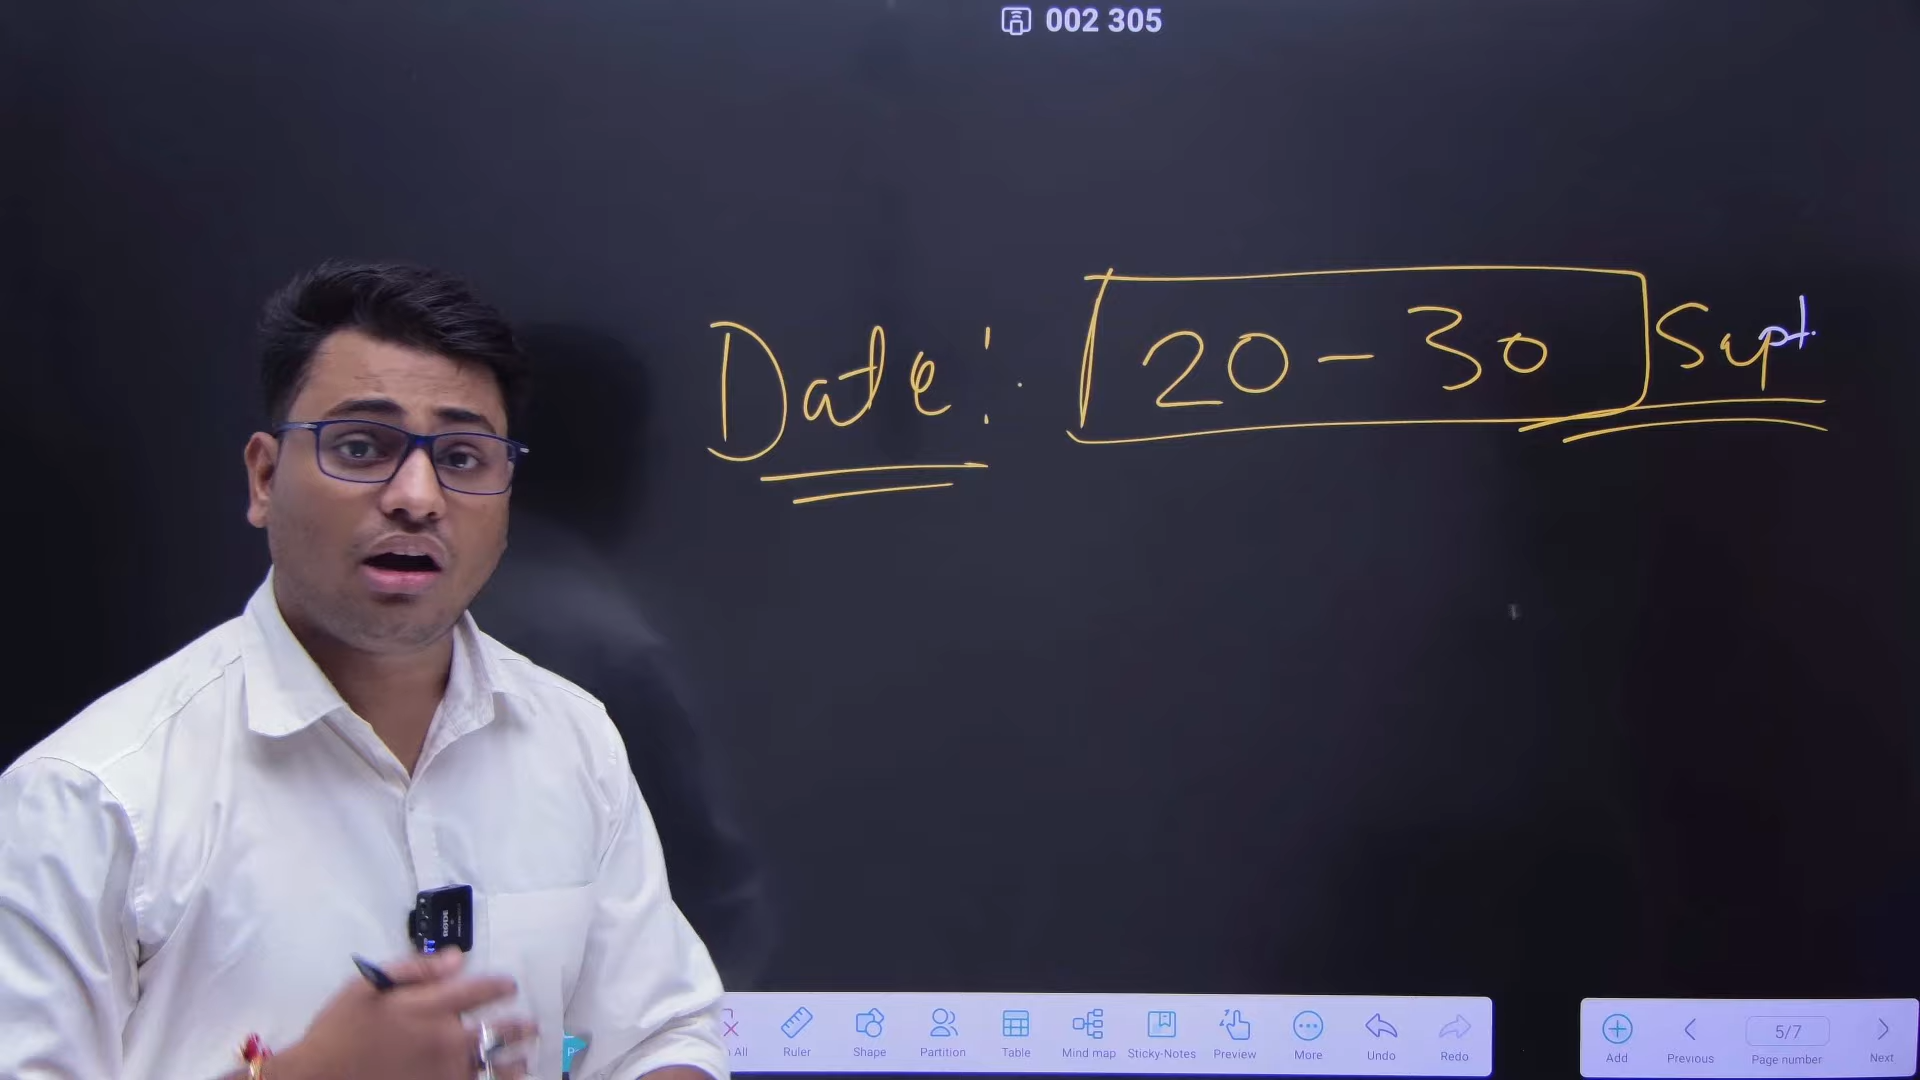 002 305
Date: 20 - 30 Sept.
RODE
All Ruler Shape Partition Table Mind map Sticky-Notes Preview More Undo Redo
Add Previous 5/7 Page number Next